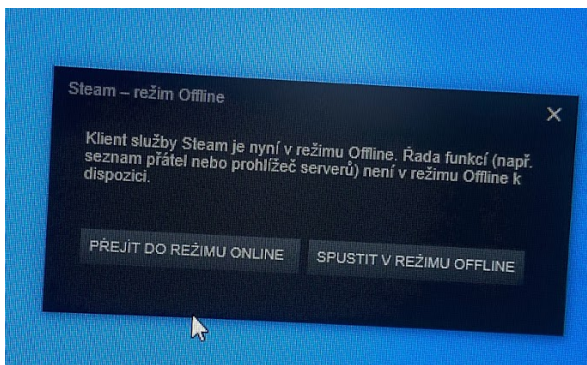 Steam – režim Offline
Klient služby Steam je nyní v režimu Offline. Řada funkcí (např.
seznam přátel nebo prohlížeč serverů) není v režimu Offline k
dispozici.
PŘEJÍT DO REŽIMU ONLINE
SPUSTIT V REŽIMU OFFLINE